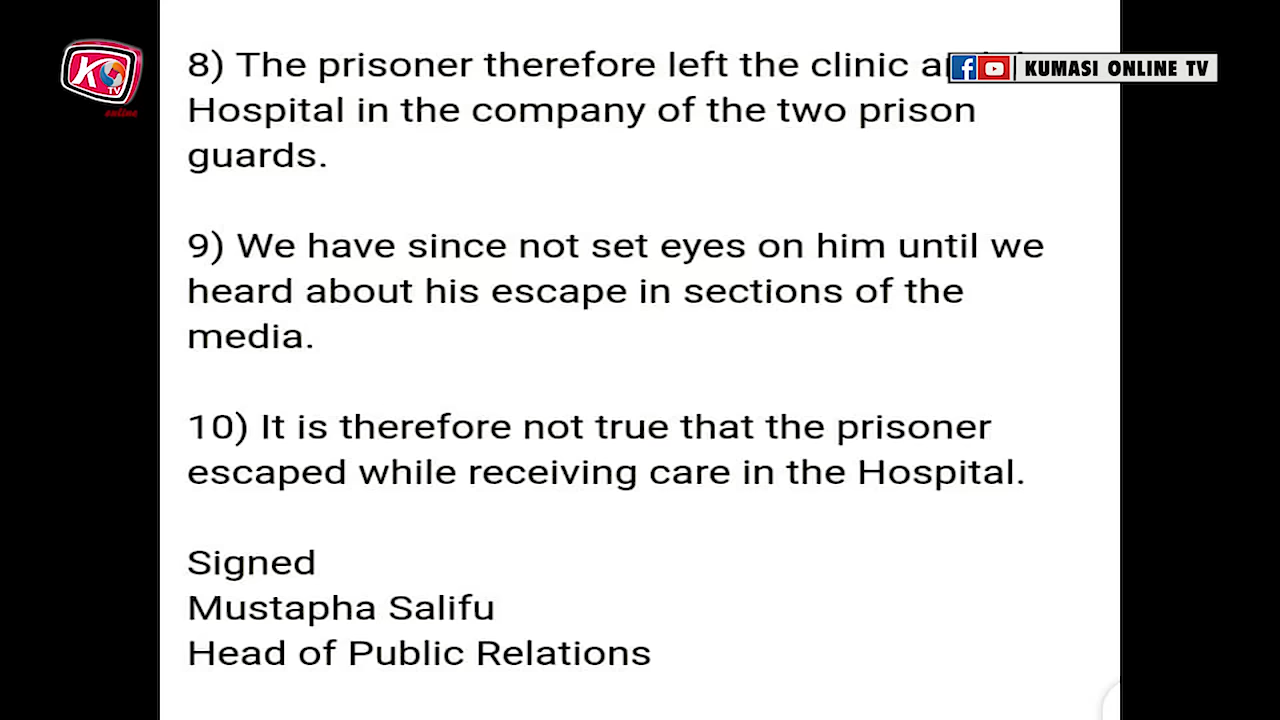 KO
TV
online
KUMASI ONLINE TV
8) The prisoner therefore left the clinic
Hospital in the company of the two prison
guards.
9) We have since not set eyes on him until we
heard about his escape in sections of the
media.
10) It is therefore not true that the prisoner
escaped while receiving care in the Hospital.
Signed
Mustapha Salifu
Head of Public Relations